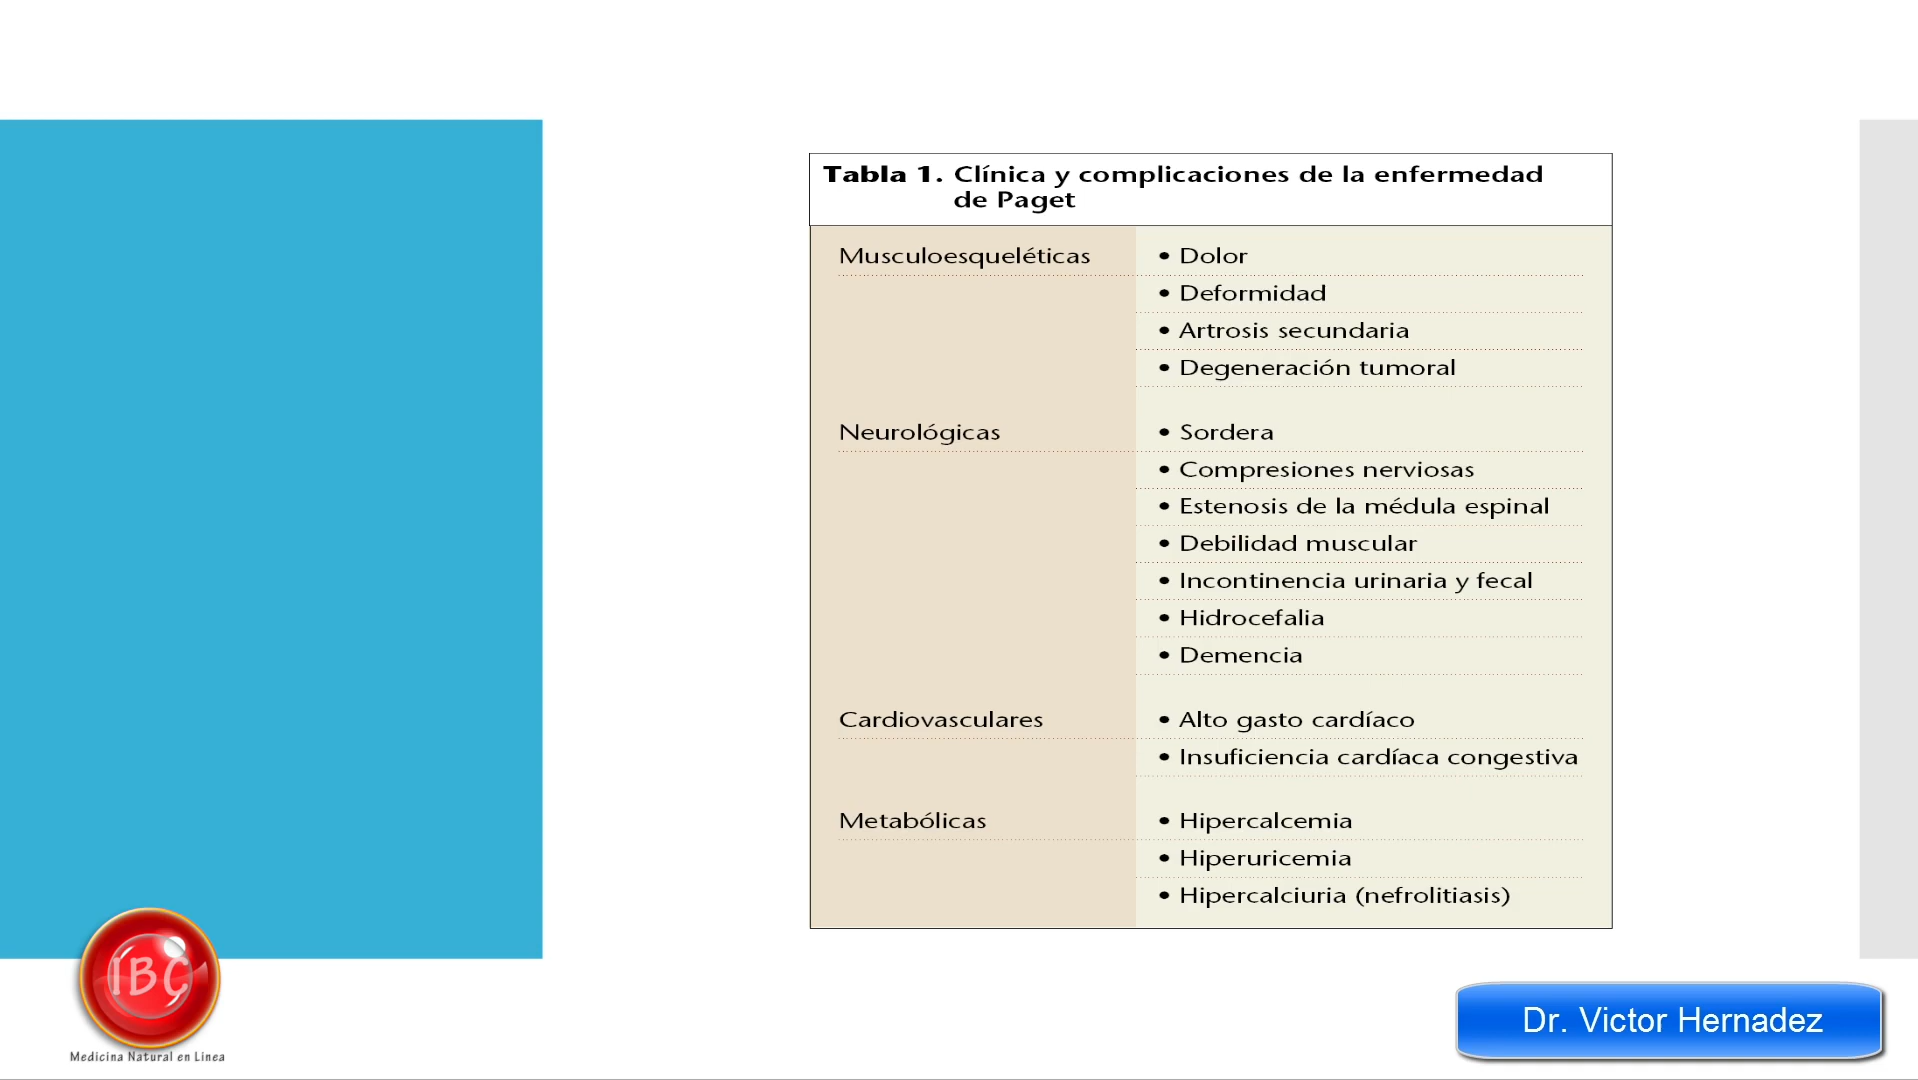 Tabla 1. Clínica y complicaciones de la enfermedad
de Paget
Musculoesqueléticas • Dolor
• Deformidad
• Artrosis secundaria
• Degeneración tumoral
Neurológicas • Sordera
• Compresiones nerviosas
• Estenosis de la médula espinal
• Debilidad muscular
• Incontinencia urinaria y fecal
• Hidrocefalia
• Demencia
Cardiovasculares • Alto gasto cardíaco
• Insuficiencia cardíaca congestiva
Metabólicas • Hipercalcemia
• Hiperuricemia
• Hipercalciuria (nefrolitiasis)
IBC
Medicina Natural en Linea
Dr. Victor Hernadez